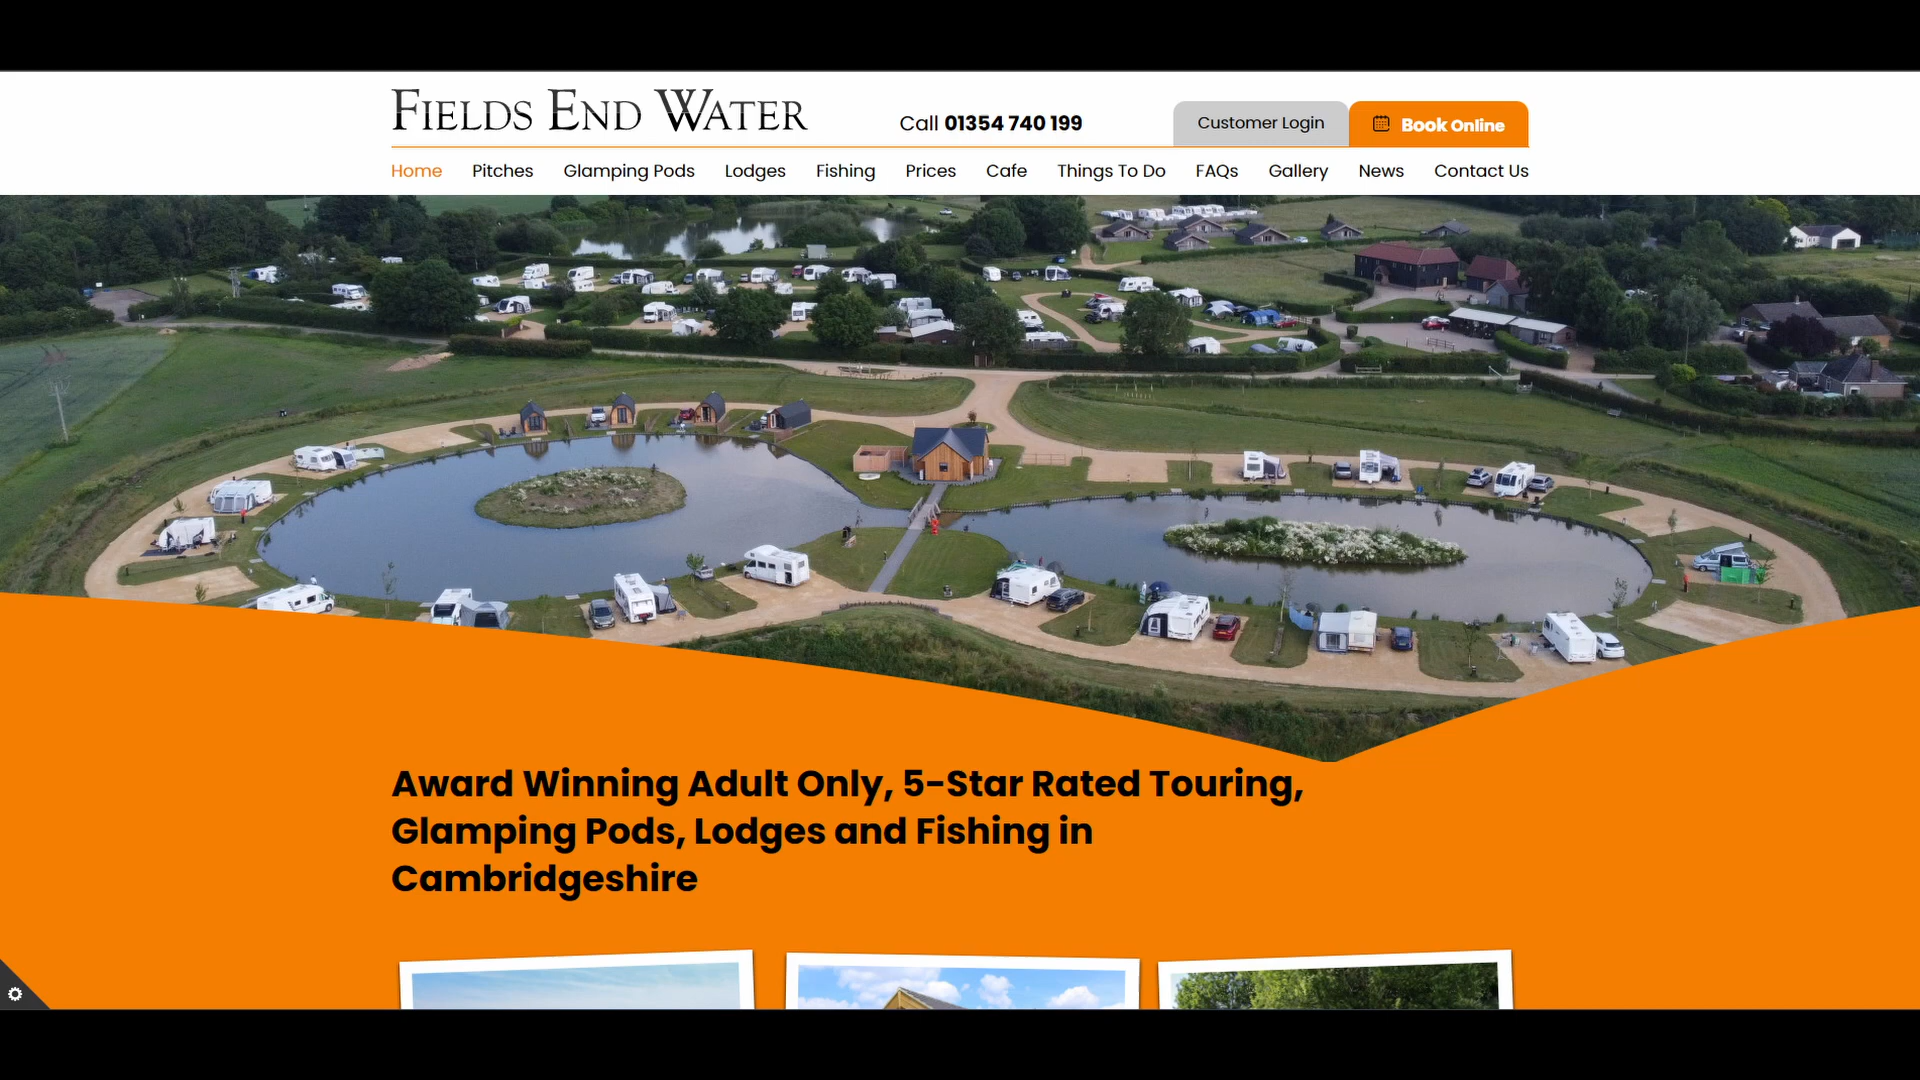 FIELDS END WATER
Call 01354 740 199
Customer Login
Book Online
Home Pitches Glamping Pods Lodges Fishing Prices Cafe Things To Do FAQs Gallery News Contact Us
Award Winning Adult Only, 5-Star Rated Touring,
Glamping Pods, Lodges and Fishing in
Cambridgeshire